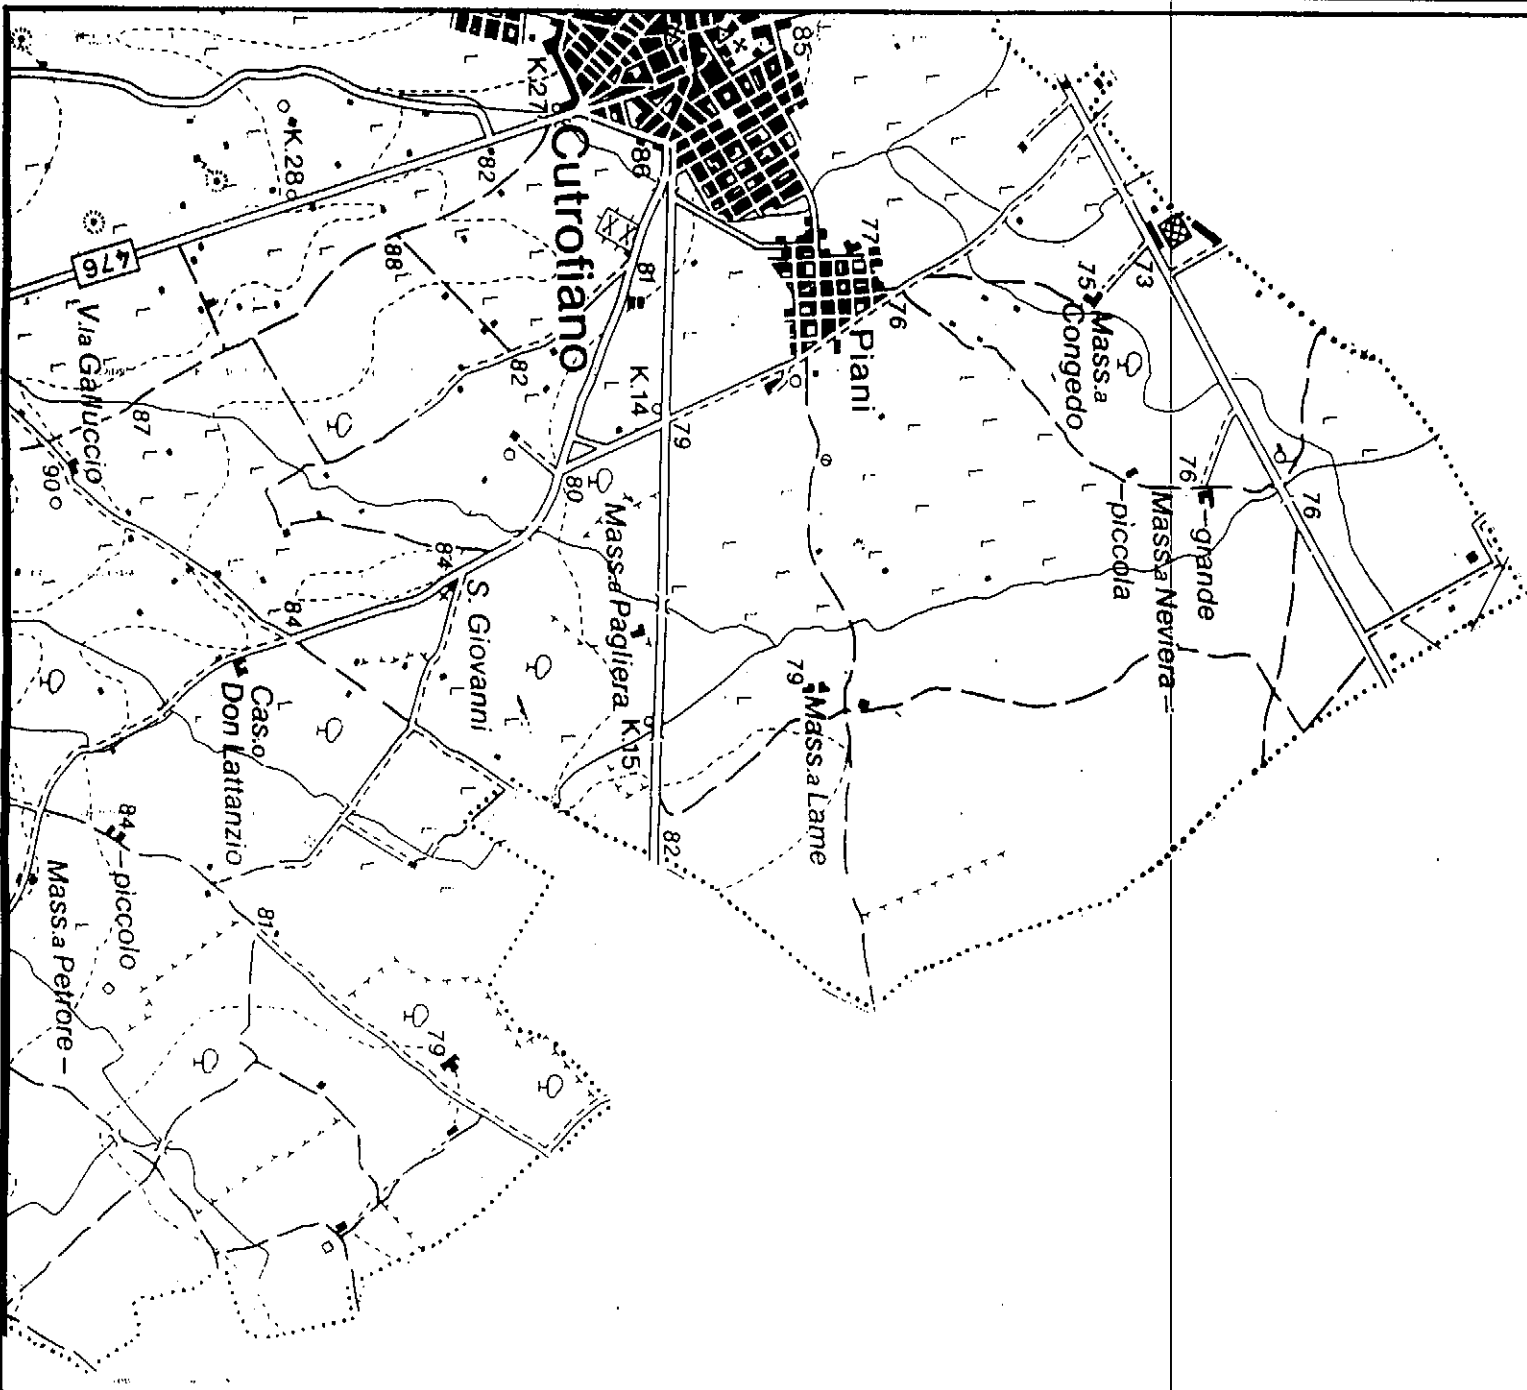 85
K.27
Cutrofiano
86
K.28
82
476
88
81
77
Piani
76
75
Mass.a
Congedo
73
76
–grande
Mass.a Neviera –
–piccola
76
V.la Galluccio
87
90
82
K.14
79
80
Mass.a Pagliera
K.15
82
79
Mass.a Lame
84
S. Giovanni
84
Cas.o
Don Lattanzio
84
–piccolo
Mass.a Petrore –
81
79